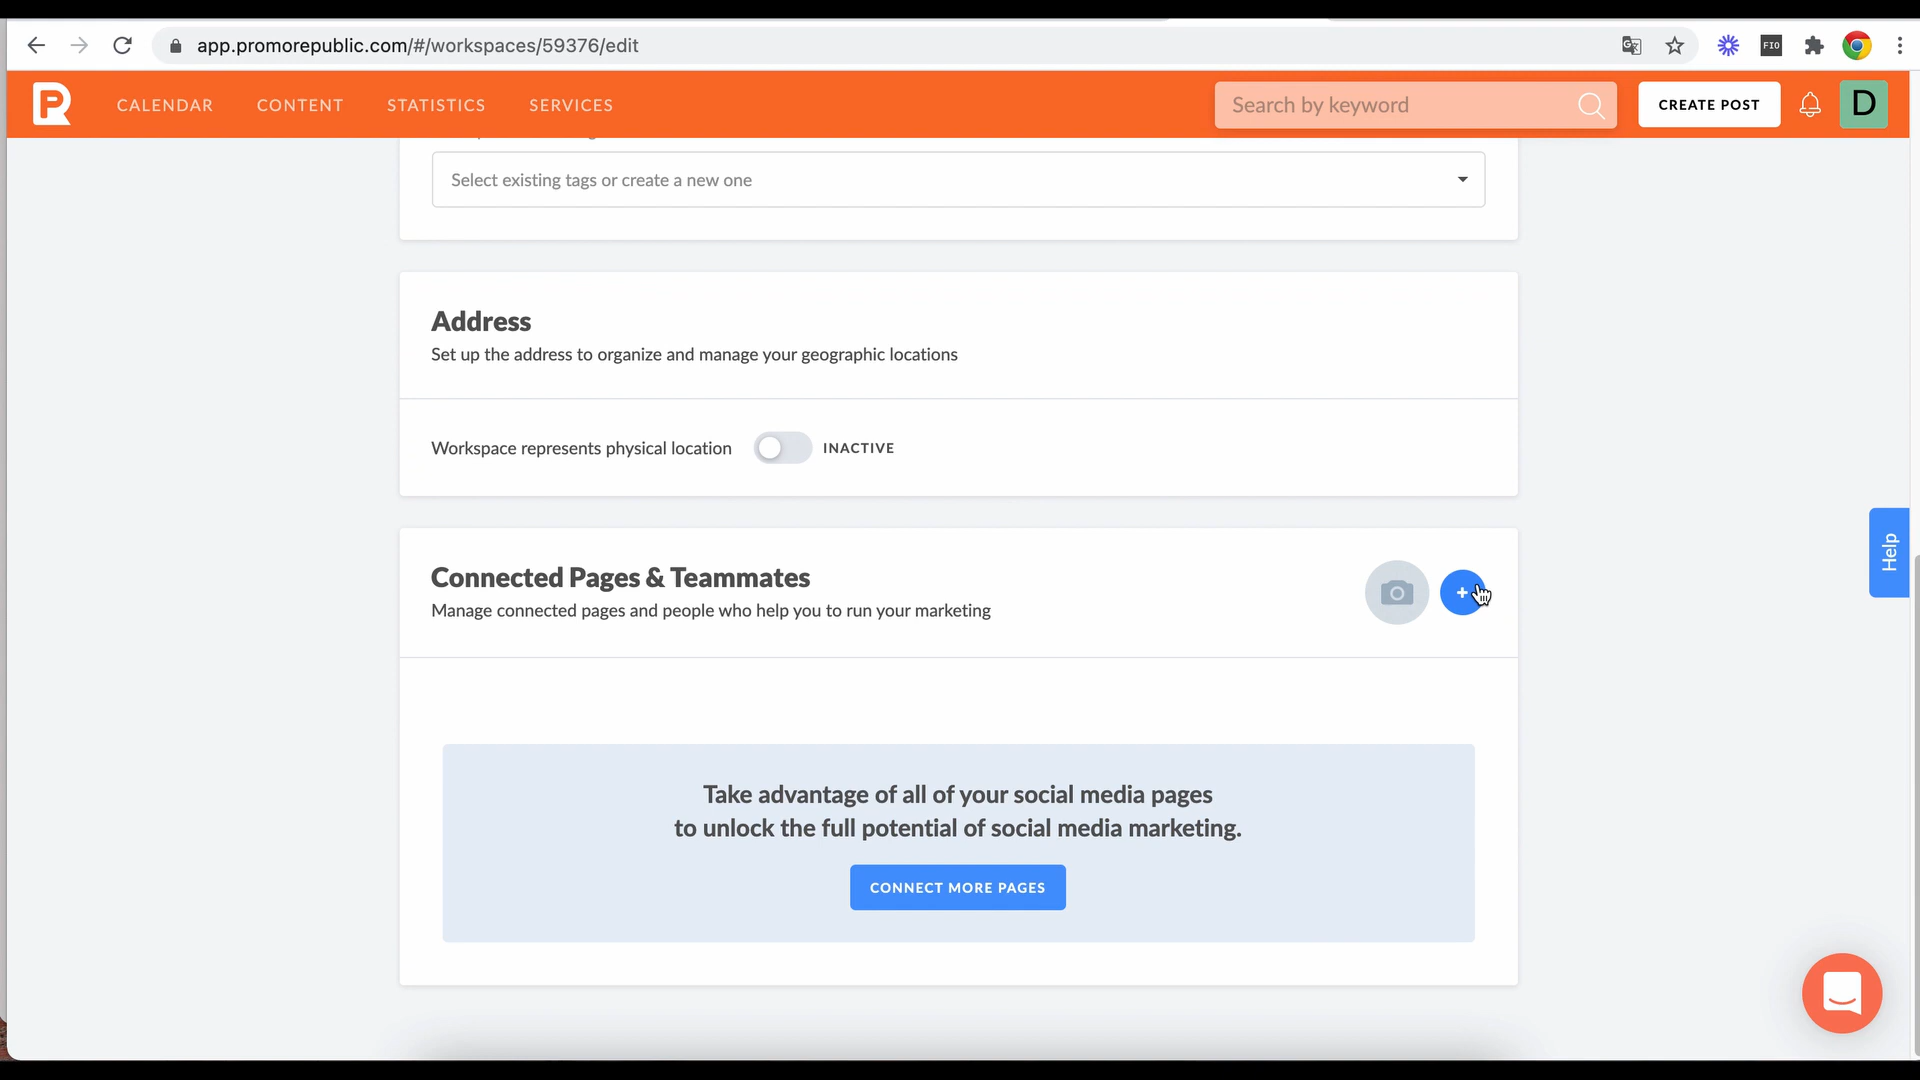 app.promorepublic.com/#/workspaces/59376/edit
FIO
R
CALENDAR
CONTENT
STATISTICS
SERVICES
Search by keyword
CREATE POST
D
Select existing tags or create a new one
Address
Set up the address to organize and manage your geographic locations
Workspace represents physical location
INACTIVE
Help
Connected Pages & Teammates
Manage connected pages and people who help you to run your marketing
+
Take advantage of all of your social media pages
to unlock the full potential of social media marketing.
CONNECT MORE PAGES